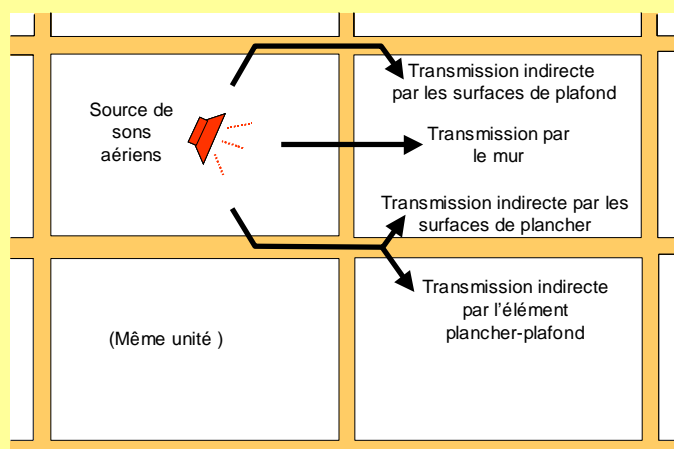 Source de
sons
aériens
Transmission indirecte
par les surfaces de plafond
Transmission par
le mur
Transmission indirecte par les
surfaces de plancher
Transmission indirecte
par l'élément
plancher-plafond
(Même unité )